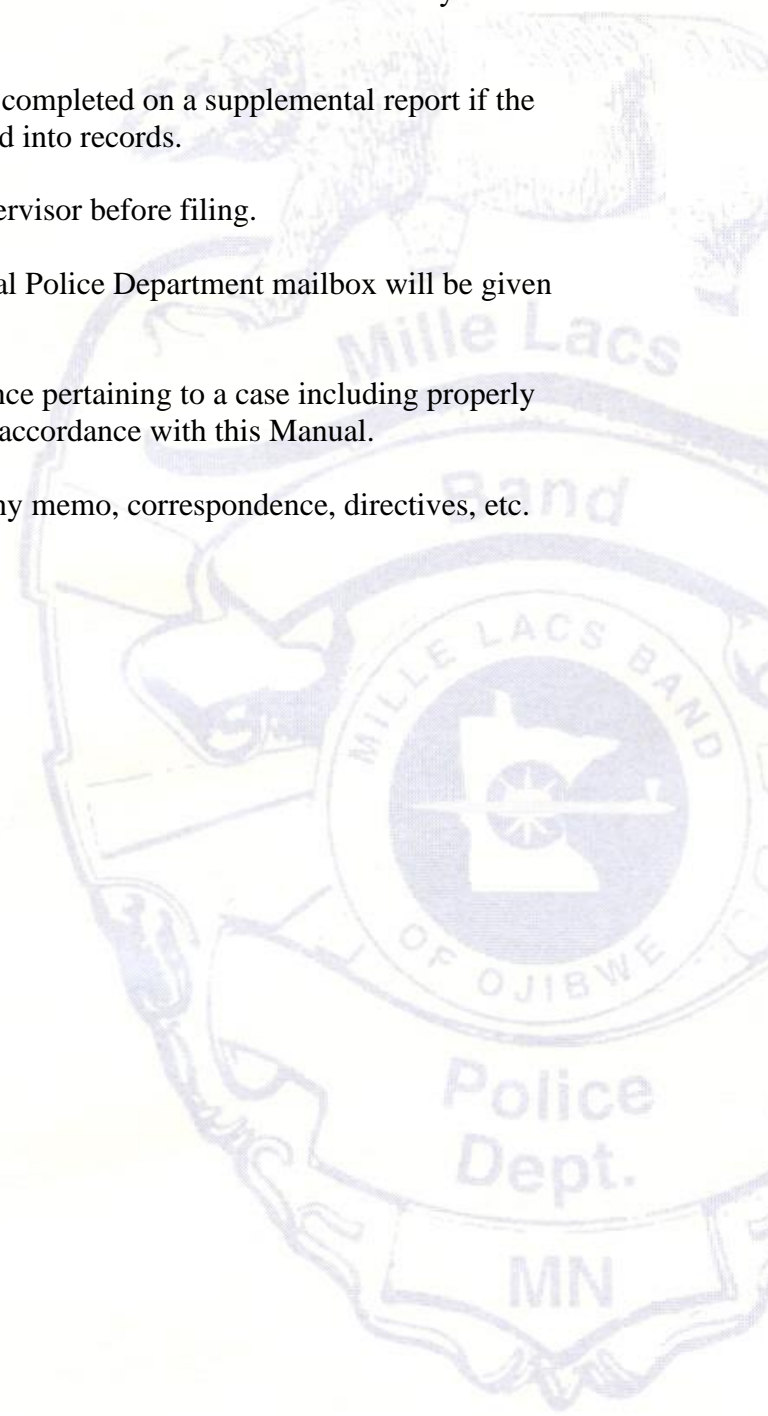 completed on a supplemental report if the
d into records.
ervisor before filing.
al Police Department mailbox will be given
Mille Lacs
nce pertaining to a case including properly
accordance with this Manual.
Band
ny memo, correspondence, directives, etc.
MILLE LACS BAND
OF OJIBWE
Police
Dept.
MN